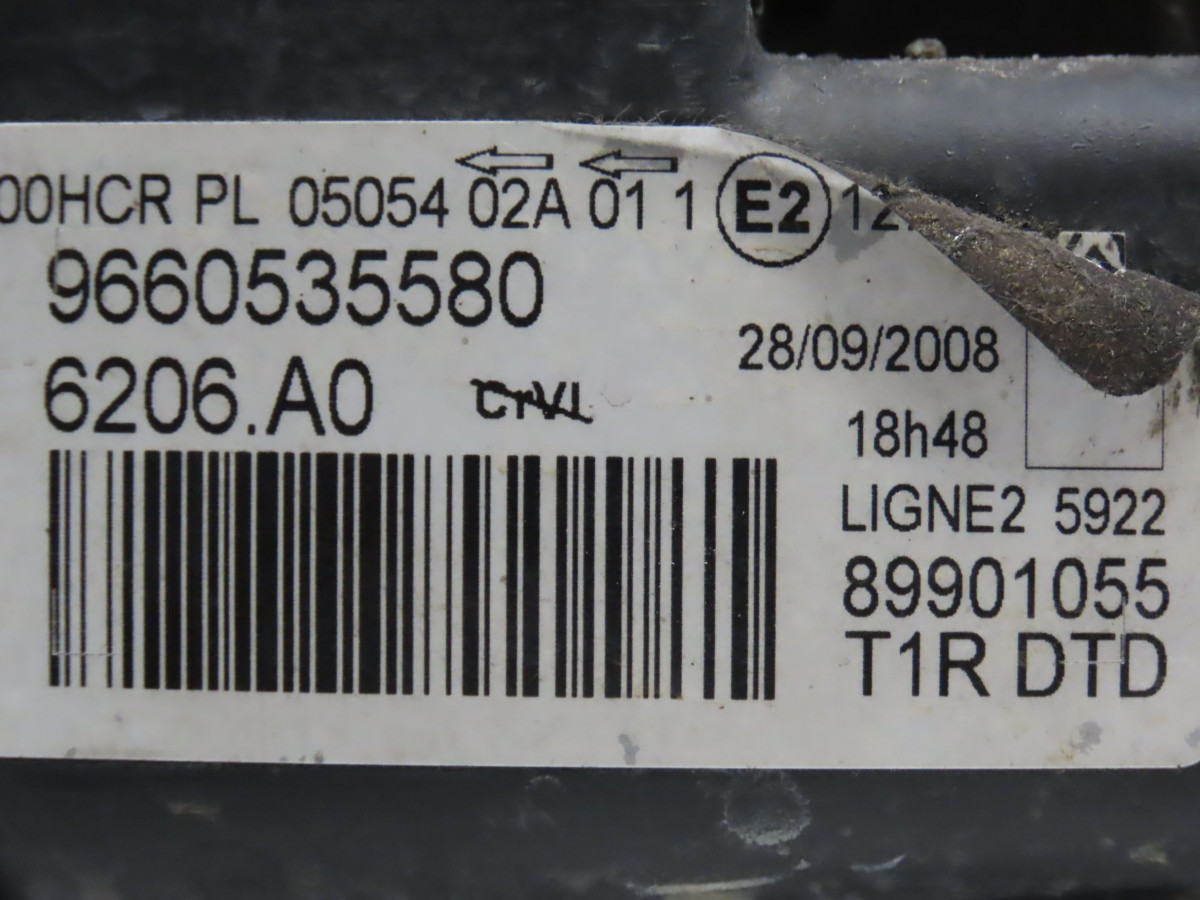 00HCR PL 05054 02A 01 1 E2 12
9660535580
28/09/2008
6206.A0
18h48
LIGNE2 5922
89901055
T1R DTD